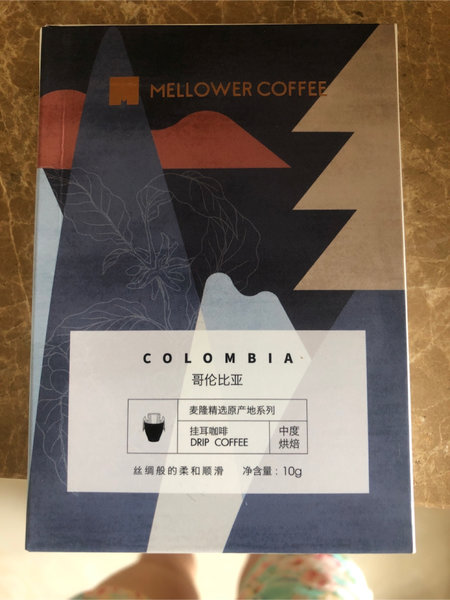 M
MELLOWER COFFEE
COLOMBIA
哥伦比亚
麦隆精选原产地系列
挂耳咖啡
DRIP COFFEE
中度
烘焙
丝绸般的柔和顺滑 净含量：10g